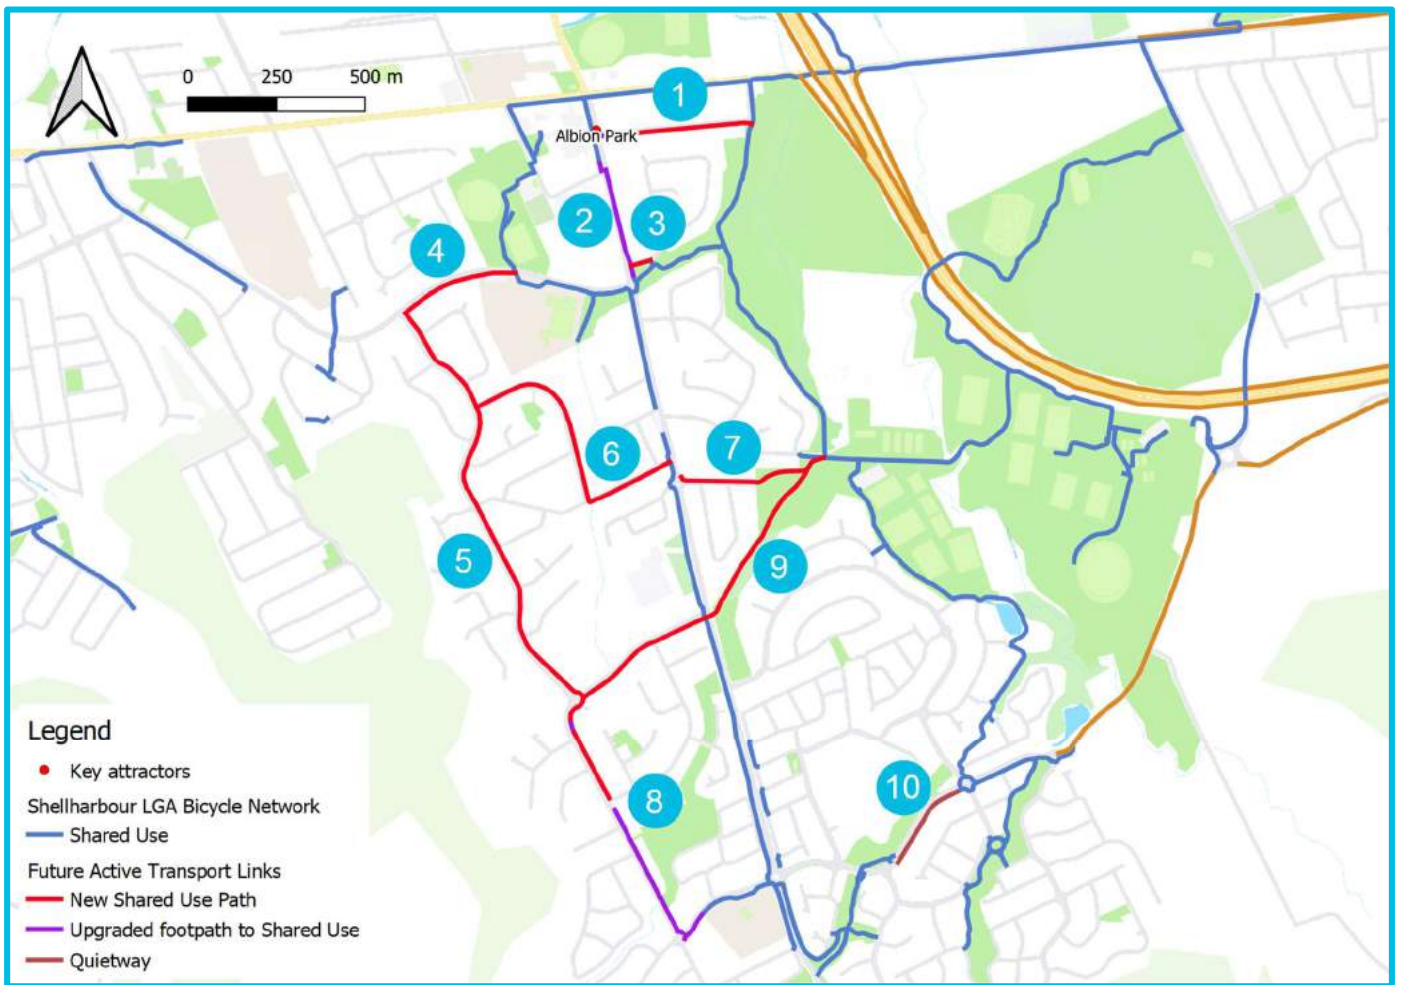 0 250 500 m
1
Albion Park
2
3
4
6
7
5
9
8
10
Legend
Key attractors
Shellharbour LGA Bicycle Network
Shared Use
Future Active Transport Links
New Shared Use Path
Upgraded footpath to Shared Use
Quietway